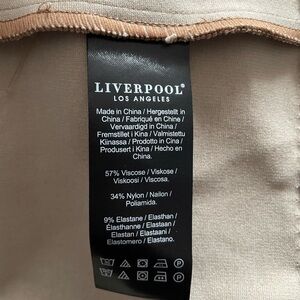 LIVERPOOL®
LOS ANGELES
Made in China / Hergestellt in
China / Fabriqué en Chine /
Vervaardigd in China /
Fremstillet i Kina / Valmistettu
Kiinassa / Prodotto in Cina /
Produsert i Kina / Hecho en
China.
57% Viscose / Viskose /
Viskoosi / Viscosa.
34% Nylon / Nailon /
Poliamida.
9% Elastane / Elasthan /
Élasthanne / Elastaan /
Elastan / Elastaani /
Elastomero / Elastano.